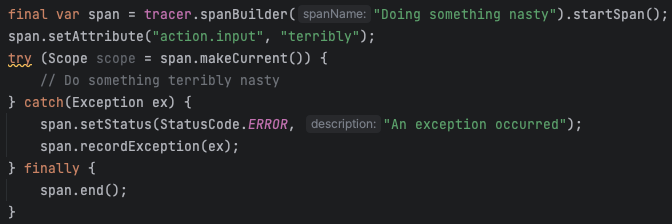 final var span = tracer.spanBuilder( spanName: "Doing something nasty").startSpan();
span.setAttribute("action.input", "terribly");
try (Scope scope = span.makeCurrent()) {
    // Do something terribly nasty
} catch(Exception ex) {
    span.setStatus(StatusCode.ERROR, description: "An exception occurred");
    span.recordException(ex);
} finally {
    span.end();
}